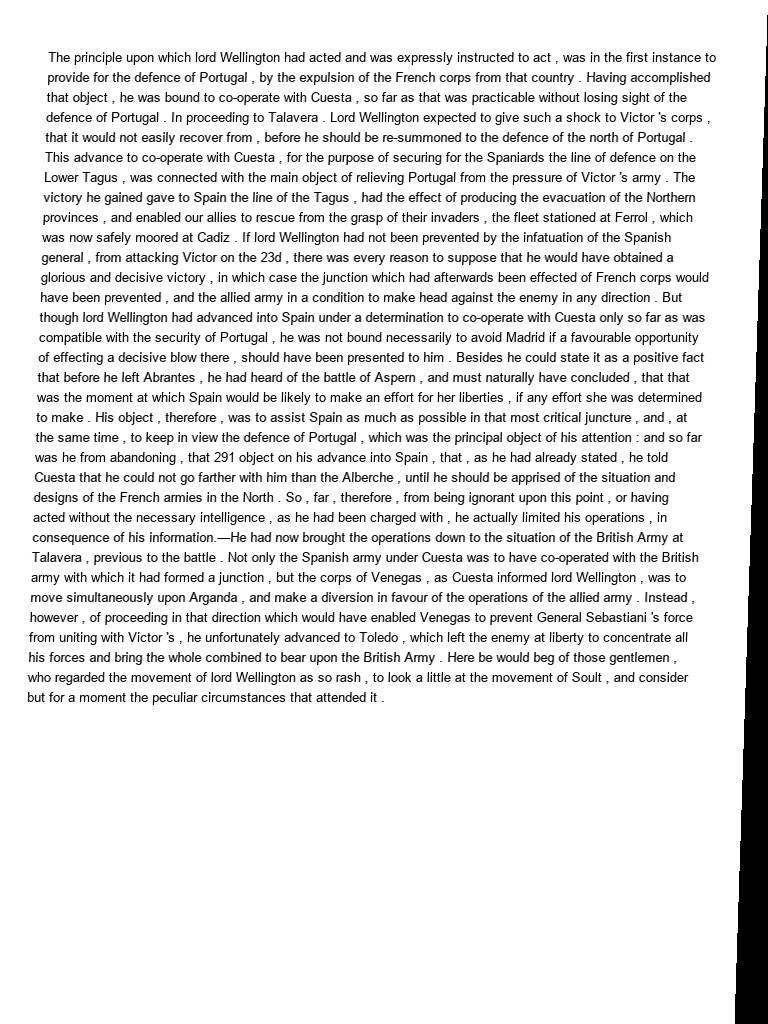 The principle upon which lord Wellington had acted and was expressly instructed to act , was in the first instance to
provide for the defence of Portugal , by the expulsion of the French corps from that country . Having accomplished
that object , he was bound to co-operate with Cuesta , so far as that was practicable without losing sight of the
defence of Portugal . In proceeding to Talavera . Lord Wellington expected to give such a shock to Victor 's corps ,
that it would not easily recover from , before he should be re-summoned to the defence of the north of Portugal .
This advance to co-operate with Cuesta , for the purpose of securing for the Spaniards the line of defence on the
Lower Tagus , was connected with the main object of relieving Portugal from the pressure of Victor 's army . The
victory he gained gave to Spain the line of the Tagus , had the effect of producing the evacuation of the Northern
provinces , and enabled our allies to rescue from the grasp of their invaders , the fleet stationed at Ferrol , which
was now safely moored at Cadiz . If lord Wellington had not been prevented by the infatuation of the Spanish
general , from attacking Victor on the 23d , there was every reason to suppose that he would have obtained a
glorious and decisive victory , in which case the junction which had afterwards been effected of French corps would
have been prevented , and the allied army in a condition to make head against the enemy in any direction . But
though lord Wellington had advanced into Spain under a determination to co-operate with Cuesta only so far as was
compatible with the security of Portugal , he was not bound necessarily to avoid Madrid if a favourable opportunity
of effecting a decisive blow there , should have been presented to him . Besides he could state it as a positive fact
that before he left Abrantes , he had heard of the battle of Aspern , and must naturally have concluded , that that
was the moment at which Spain would be likely to make an effort for her liberties , if any effort she was determined
to make . His object , therefore , was to assist Spain as much as possible in that most critical juncture , and , at
the same time , to keep in view the defence of Portugal , which was the principal object of his attention : and so far
was he from abandoning , that 291 object on his advance into Spain , that , as he had already stated , he told
Cuesta that he could not go farther with him than the Alberche , until he should be apprised of the situation and
designs of the French armies in the North . So , far , therefore , from being ignorant upon this point , or having
acted without the necessary intelligence , as he had been charged with , he actually limited his operations , in
consequence of his information.—He had now brought the operations down to the situation of the British Army at
Talavera , previous to the battle . Not only the Spanish army under Cuesta was to have co-operated with the British
army with which it had formed a junction , but the corps of Venegas , as Cuesta informed lord Wellington , was to
move simultaneously upon Arganda , and make a diversion in favour of the operations of the allied army . Instead ,
however , of proceeding in that direction which would have enabled Venegas to prevent General Sebastiani 's force
from uniting with Victor 's , he unfortunately advanced to Toledo , which left the enemy at liberty to concentrate all
his forces and bring the whole combined to bear upon the British Army . Here be would beg of those gentlemen ,
who regarded the movement of lord Wellington as so rash , to look a little at the movement of Soult , and consider
but for a moment the peculiar circumstances that attended it .